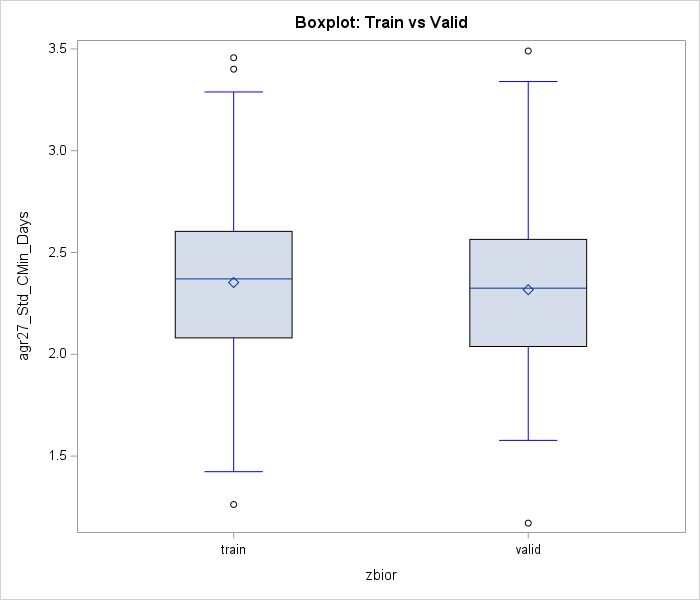 Boxplot: Train vs Valid
agr27_Std_CMin_Days
3.5
3.0
2.5
2.0
1.5
train
valid
zbior